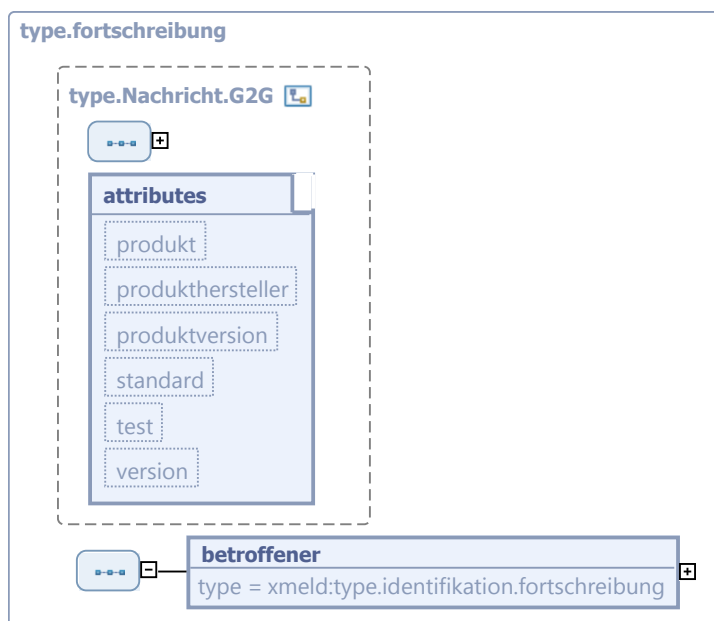 type.fortschreibung
type.Nachricht.G2G
attributes
produkt
produkthersteller
produktversion
standard
test
version
betroffener
type = xmeld:type.identifikation.fortschreibung